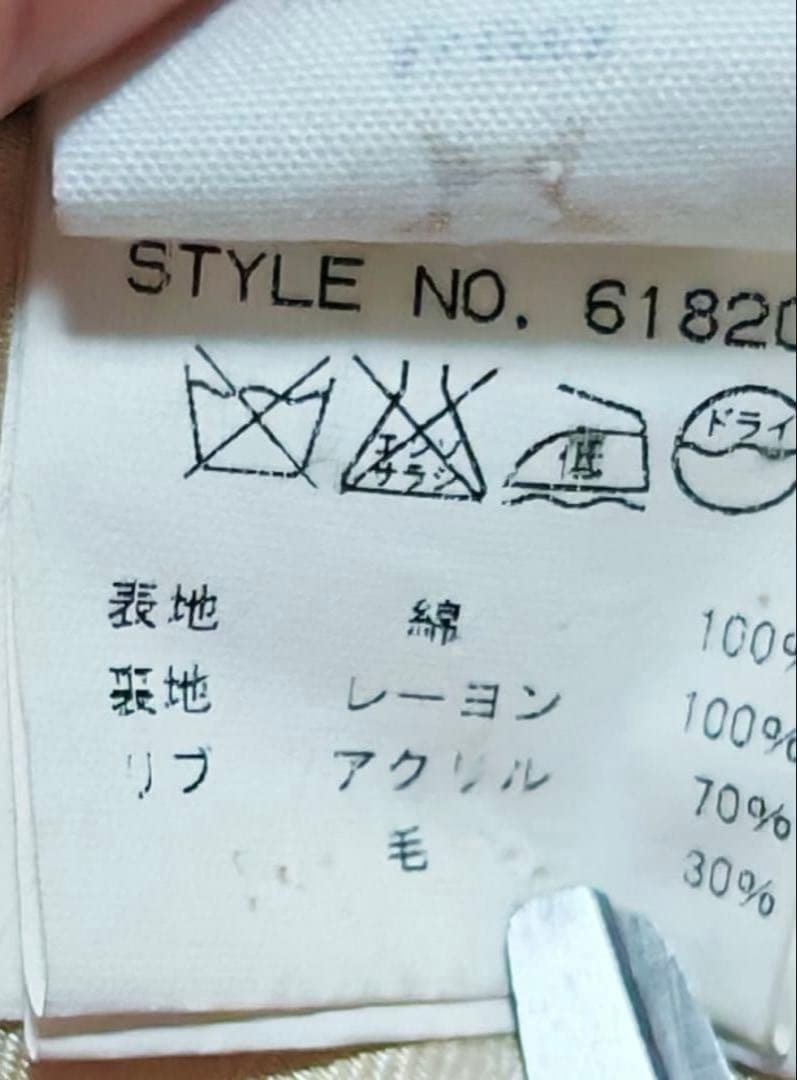 STYLE NO. 61820
エンソ
サラシ
低
ドライ
表地 綿 100%
裏地 レーヨン 100%
リブ アクリル 70%
毛 30%